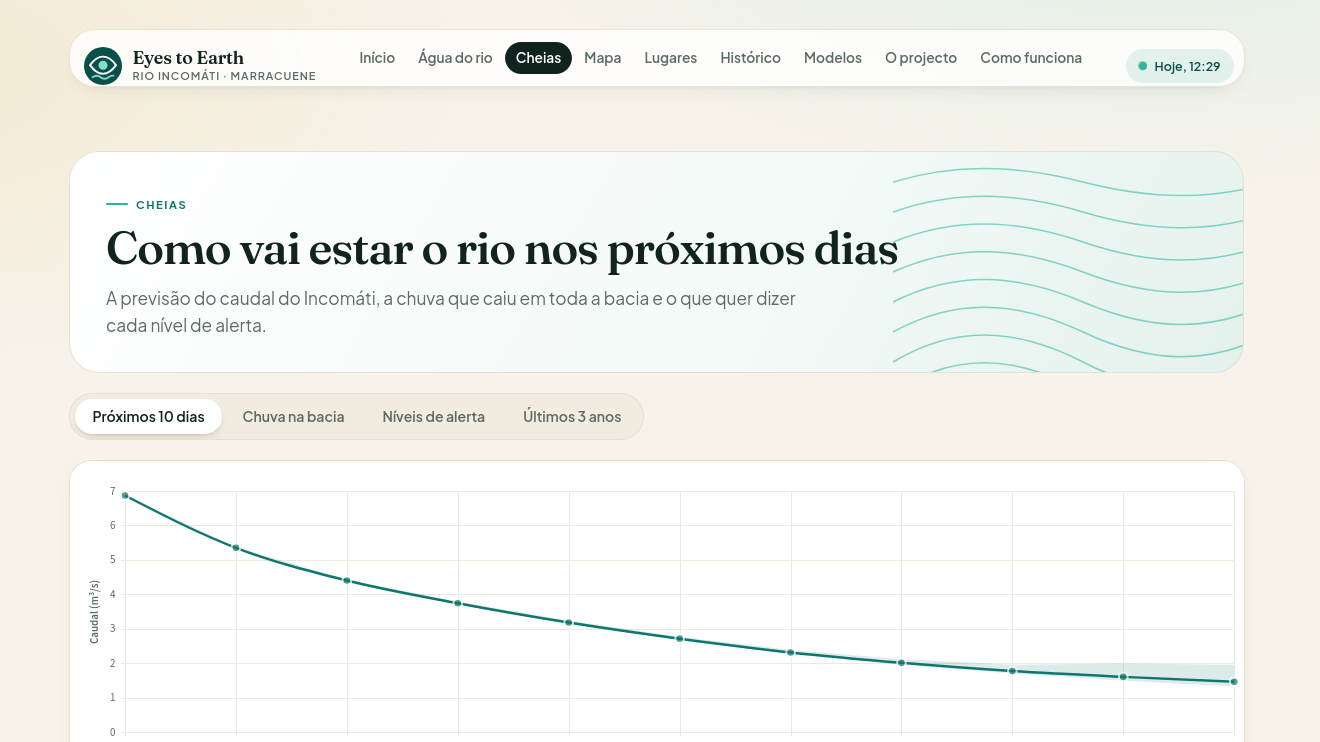 Eyes to Earth
RIO INCOMÁTI · MARRACUENE
Início
Água do rio
Cheias
Mapa
Lugares
Histórico
Modelos
O projecto
Como funciona
Hoje, 12:29
CHEIAS
Como vai estar o rio nos próximos dias
A previsão do caudal do Incomáti, a chuva que caiu em toda a bacia e o que quer dizer
cada nível de alerta.
Próximos 10 dias
Chuva na bacia
Níveis de alerta
Últimos 3 anos
Caudal (m³/s)
7
6
5
4
3
2
1
0